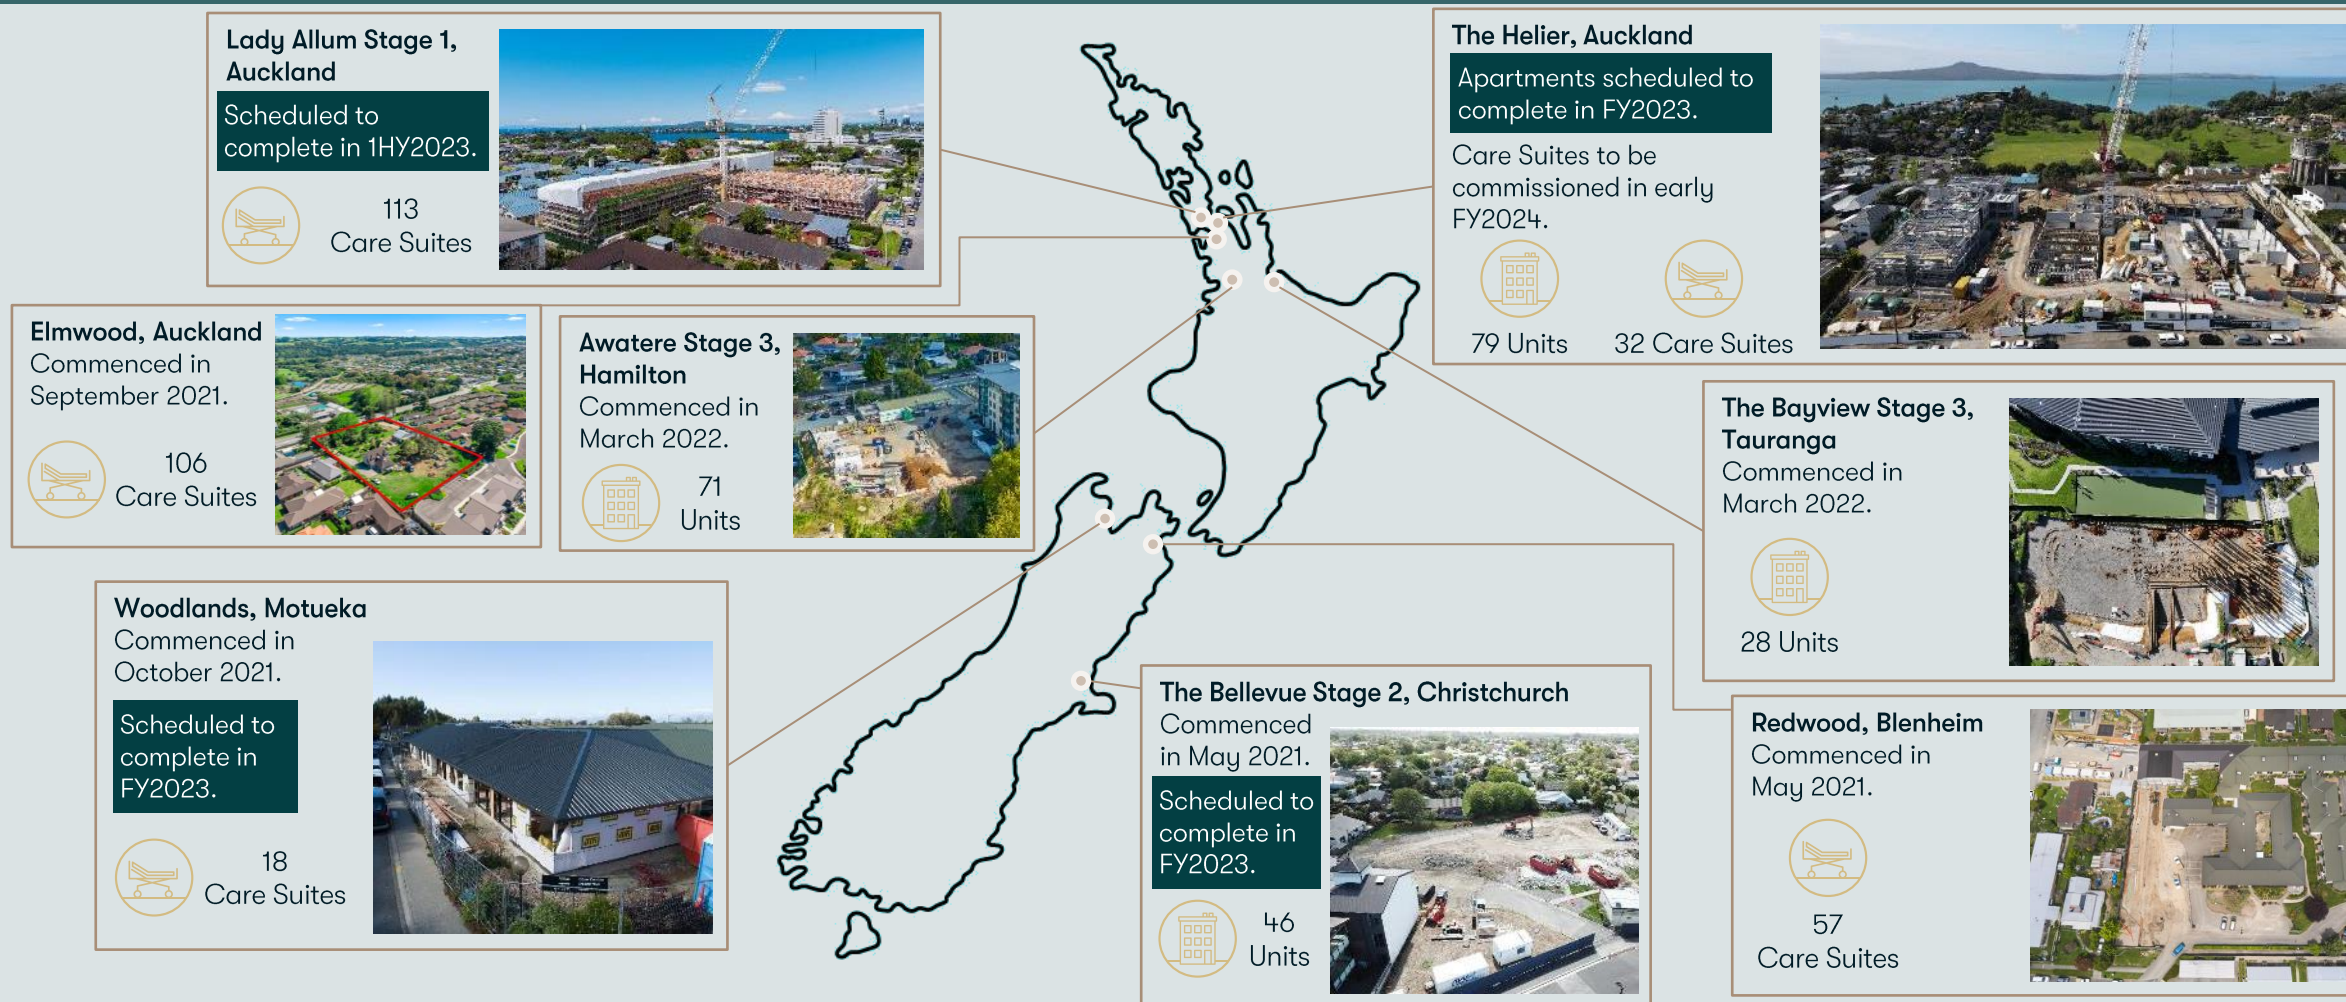 Lady Allum Stage 1,
Auckland
Scheduled to
complete in 1HY2023.
113
Care Suites
The Helier, Auckland
Apartments scheduled to
complete in FY2023.
Care Suites to be
commissioned in early
FY2024.
79 Units
32 Care Suites
Elmwood, Auckland
Commenced in
September 2021.
106
Care Suites
Awatere Stage 3,
Hamilton
Commenced in
March 2022.
71
Units
The Bayview Stage 3,
Tauranga
Commenced in
March 2022.
28 Units
Woodlands, Motueka
Commenced in
October 2021.
Scheduled to
complete in
FY2023.
18
Care Suites
The Bellevue Stage 2, Christchurch
Commenced
in May 2021.
Scheduled to
complete in
FY2023.
46
Units
Redwood, Blenheim
Commenced in
May 2021.
57
Care Suites